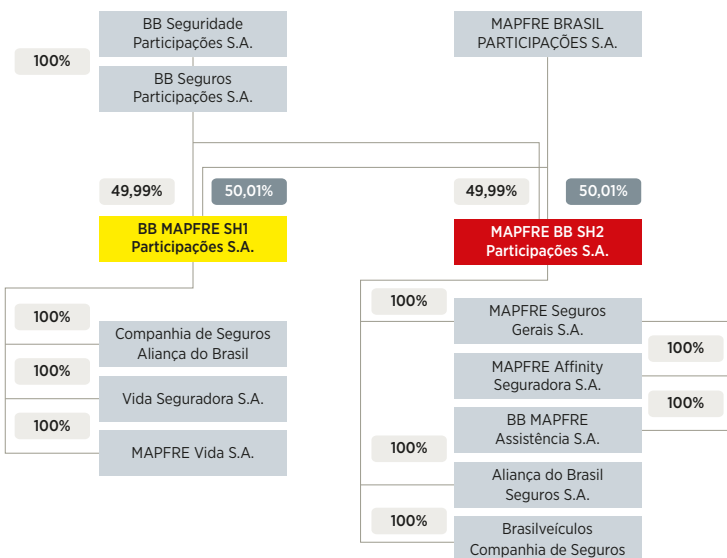 BB Seguridade
Participações S.A.
MAPFRE BRASIL
PARTICIPAÇÕES S.A.
100%
BB Seguros
Participações S.A.
49,99%
50,01%
49,99%
50,01%
BB MAPFRE SH1
Participações S.A.
MAPFRE BB SH2
Participações S.A.
100%
Companhia de Seguros
Aliança do Brasil
100%
Vida Seguradora S.A.
100%
MAPFRE Vida S.A.
100%
MAPFRE Seguros
Gerais S.A.
100%
MAPFRE Affinity
Seguradora S.A.
100%
BB MAPFRE
Assistência S.A.
100%
Aliança do Brasil
Seguros S.A.
100%
Brasilveículos
Companhia de Seguros